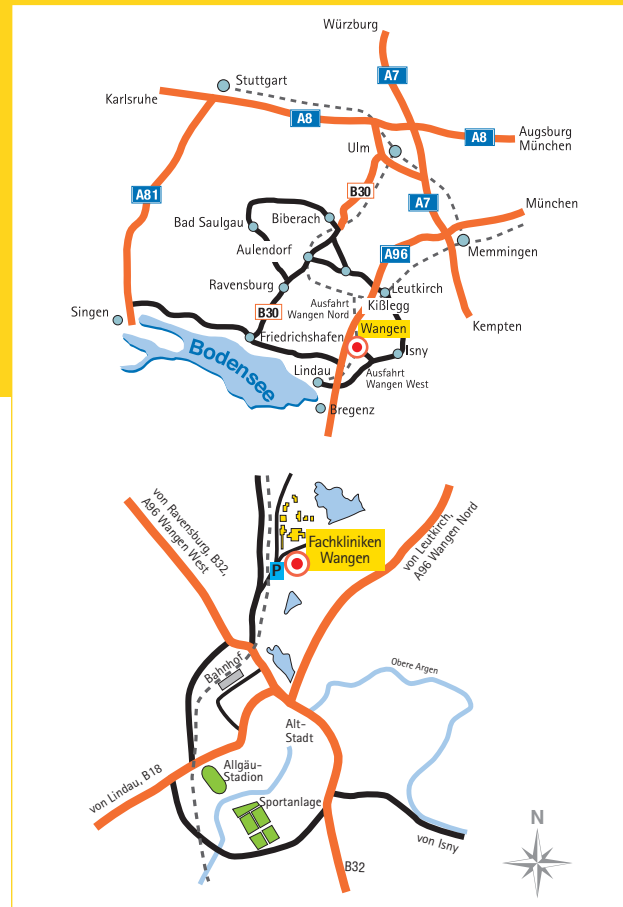 Würzburg
A7
Stuttgart
Karlsruhe
A8
A8
Augsburg
München
Ulm
B30
A81
A7
München
Bad Saulgau
Biberach
Aulendorf
A96
Memmingen
Ravensburg
Leutkirch
Kißlegg
Ausfahrt
Wangen Nord
B30
Singen
Friedrichshafen
Wangen
Kempten
Isny
Bodensee
Lindau
Ausfahrt
Wangen West
Bregenz
von Ravensburg, B32,
A96 Wangen West
von Leutkirch,
A96 Wangen Nord
Fachkliniken
Wangen
P
Bahnhof
Obere Argen
Alt-
Stadt
Allgäu-
Stadion
von Lindau, B18
Sportanlage
von Isny
N
B32